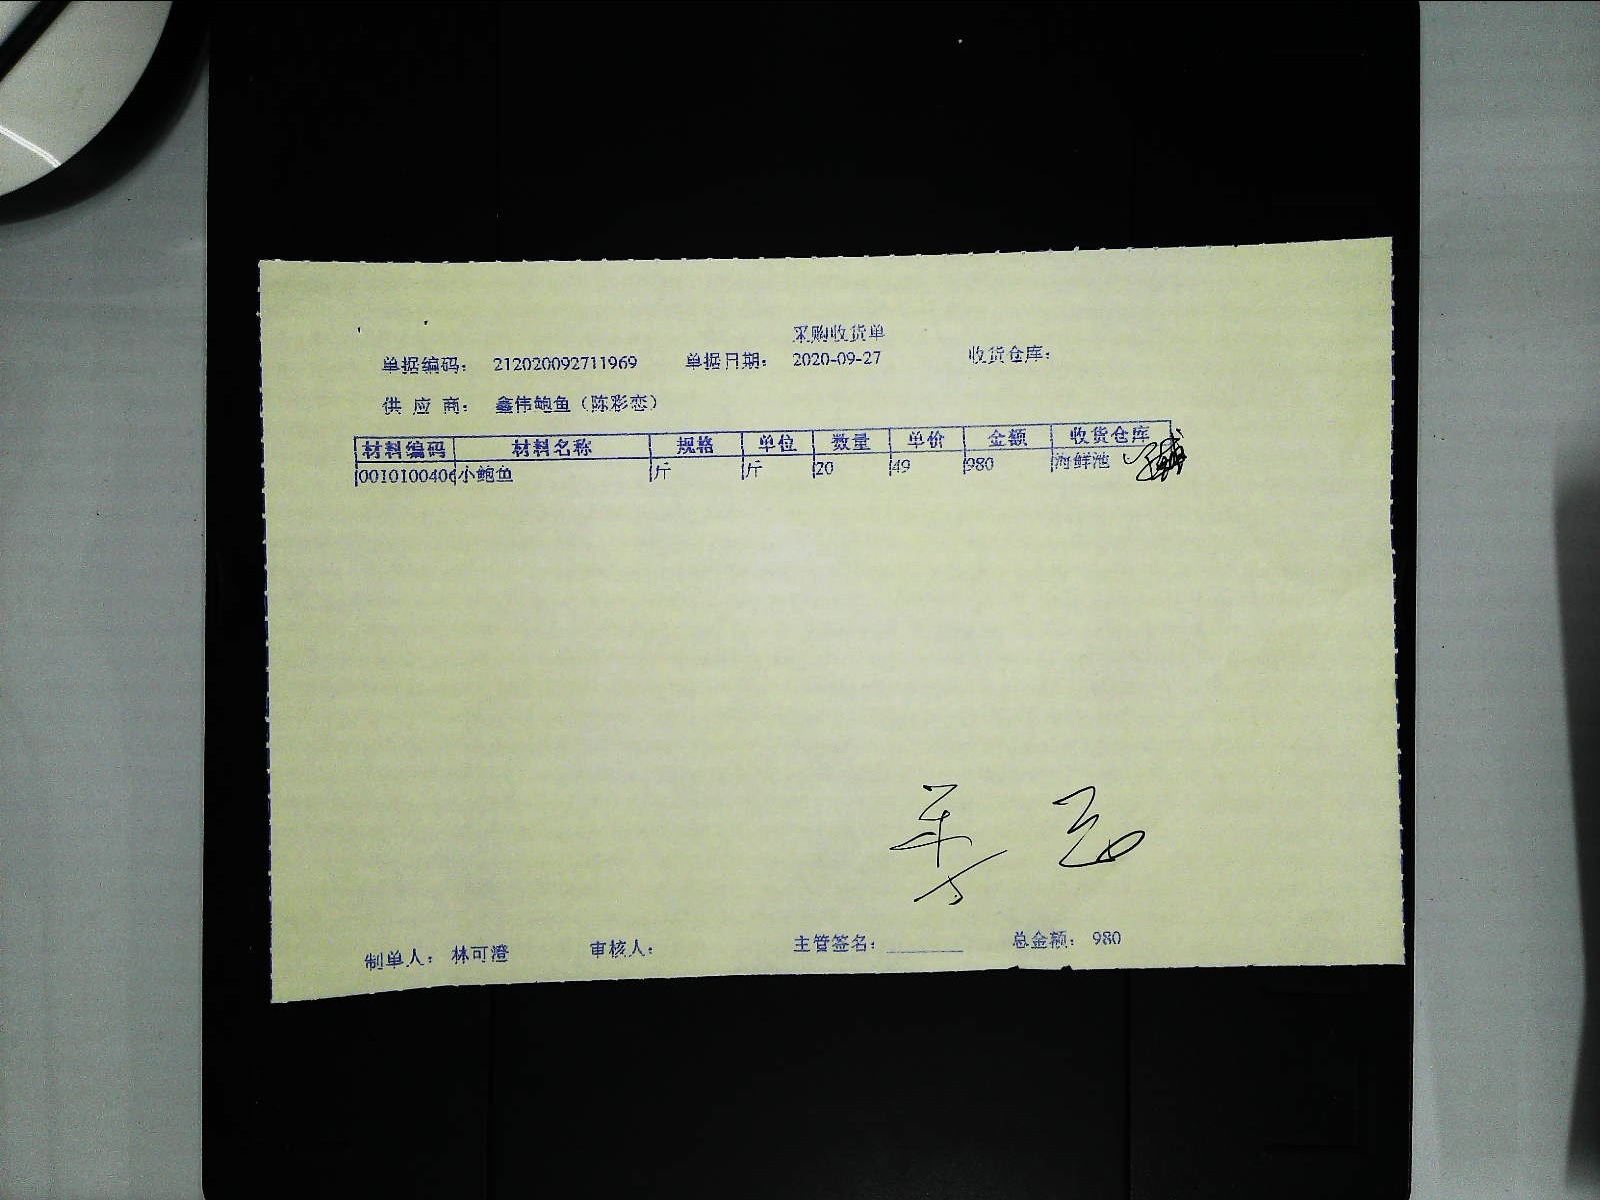 采购收货单
单据编码： 212020092711969 单据日期： 2020-09-27 收货仓库：
供 应 商： 鑫伟鲍鱼（陈彩恋）
材料编码 材料名称 规格 单位 数量 单价 金额 收货仓库
0010100406 小鲍鱼 斤 斤 20 49 980 海鲜池
制单人： 林可澄 审核人： 主管签名： 总金额： 980